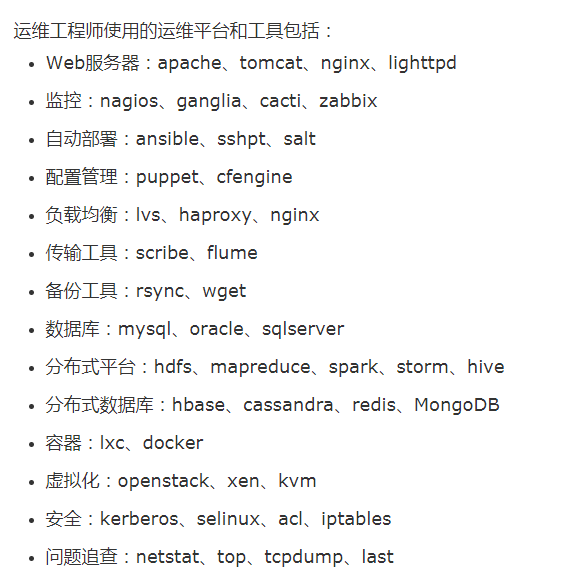 运维工程师使用的运维平台和工具包括：
Web服务器：apache、tomcat、nginx、lighttpd
监控：nagios、ganglia、cacti、zabbix
自动部署：ansible、sshpt、salt
配置管理：puppet、cfengine
负载均衡：lvs、haproxy、nginx
传输工具：scribe、flume
备份工具：rsync、wget
数据库：mysql、oracle、sqlserver
分布式平台：hdfs、mapreduce、spark、storm、hive
分布式数据库：hbase、cassandra、redis、MongoDB
容器：lxc、docker
虚拟化：openstack、xen、kvm
安全：kerberos、selinux、acl、iptables
问题追查：netstat、top、tcpdump、last